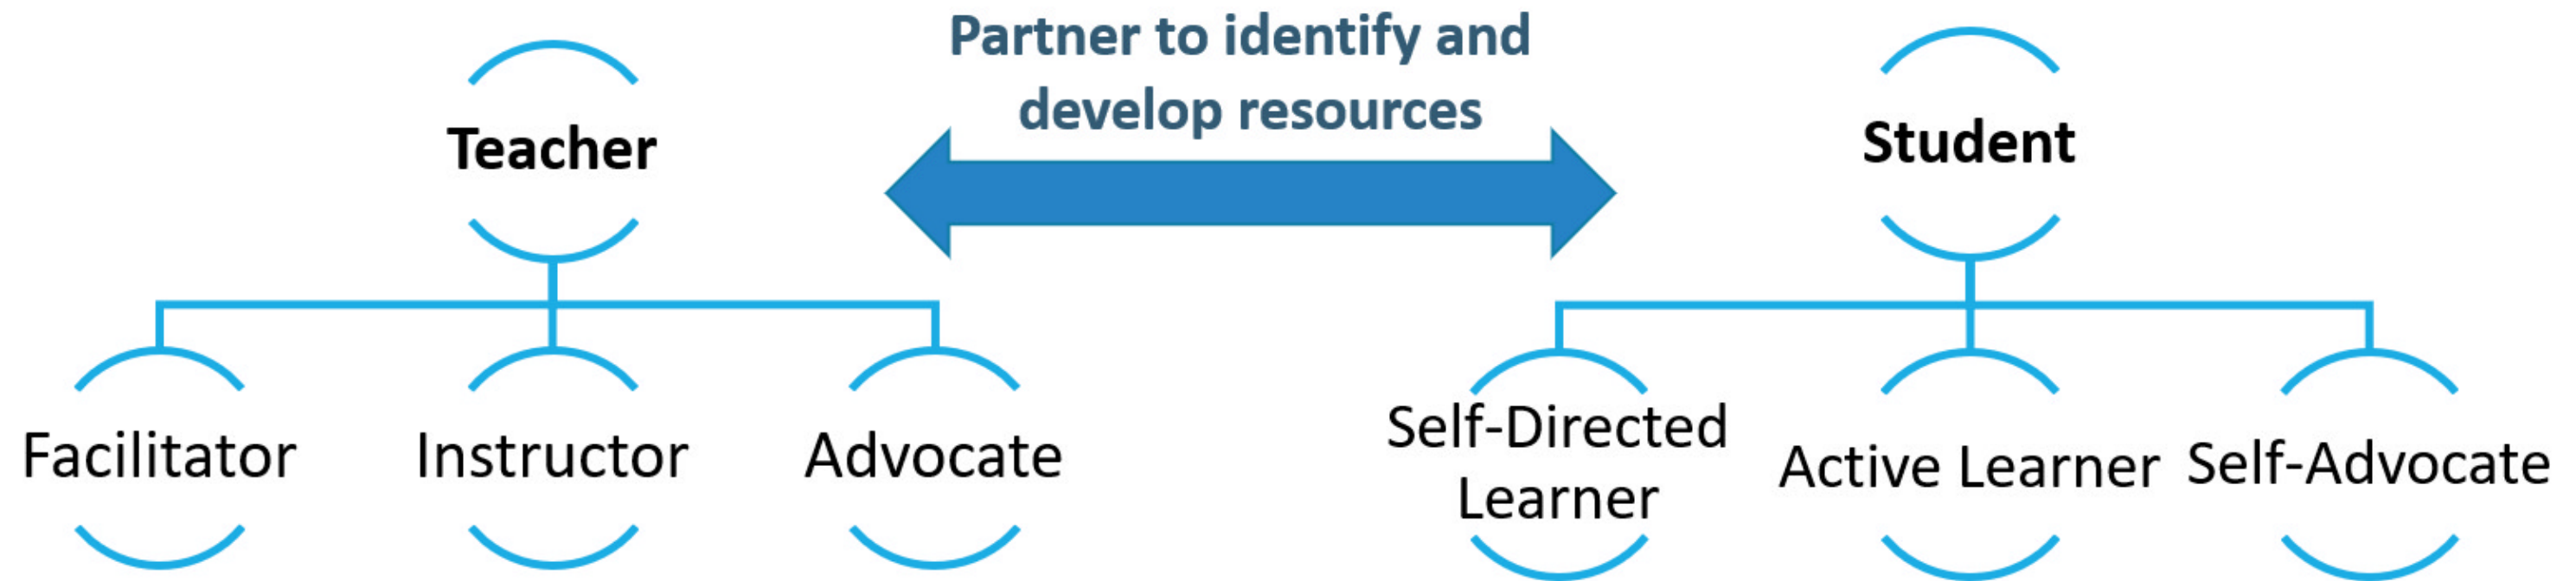 Partner to identify and
develop resources
Teacher
Student
Facilitator
Instructor
Advocate
Self-Directed
Learner
Active Learner
Self-Advocate